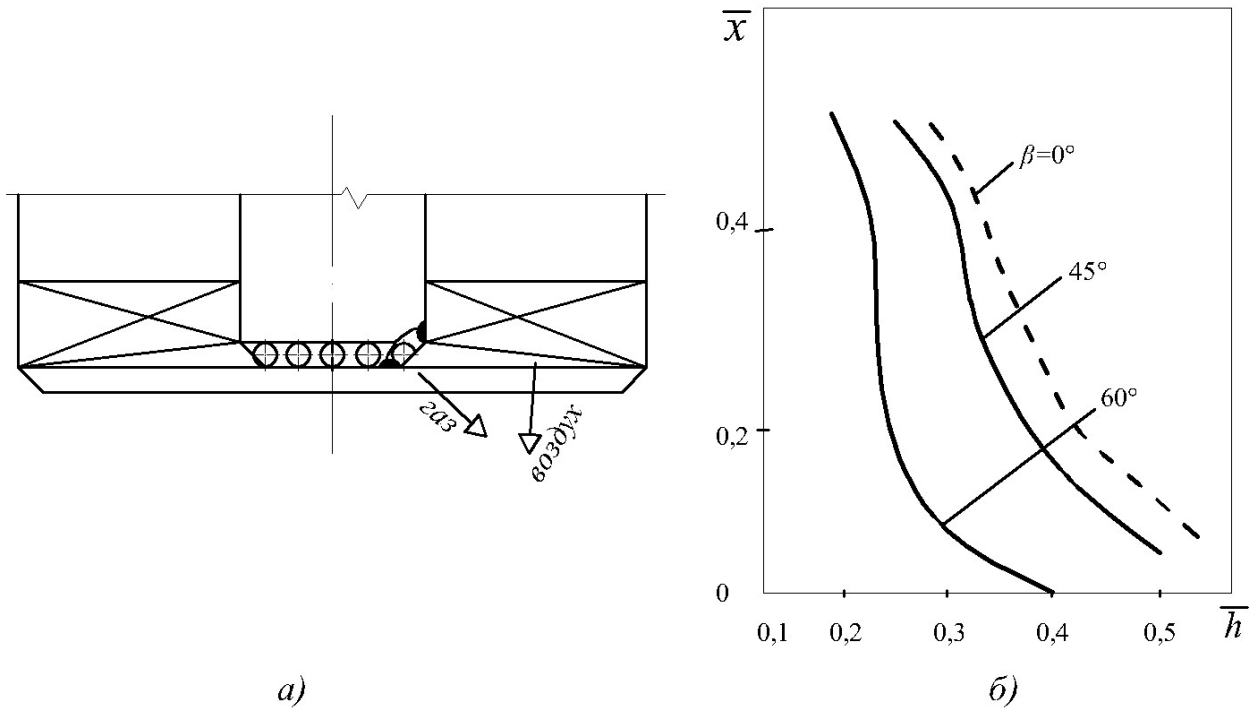 газ
воздух
а)
x̅
β=0°
0,4
45°
60°
0,2
0
0,1 0,2 0,3 0,4 0,5 h̅
б)